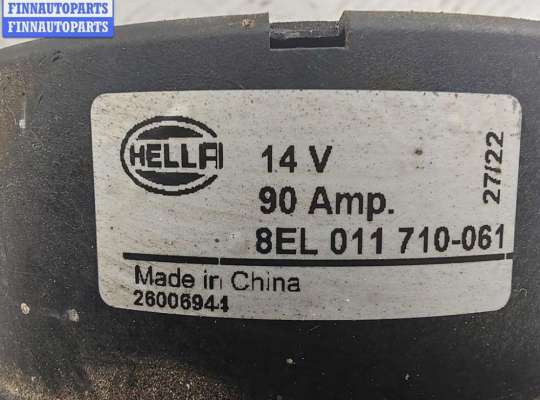 FINNAUTOPARTS
FINNAUTOPARTS
HELLA
14 V
27/22
90 Amp.
8EL 011 710-061
Made in China
26006944